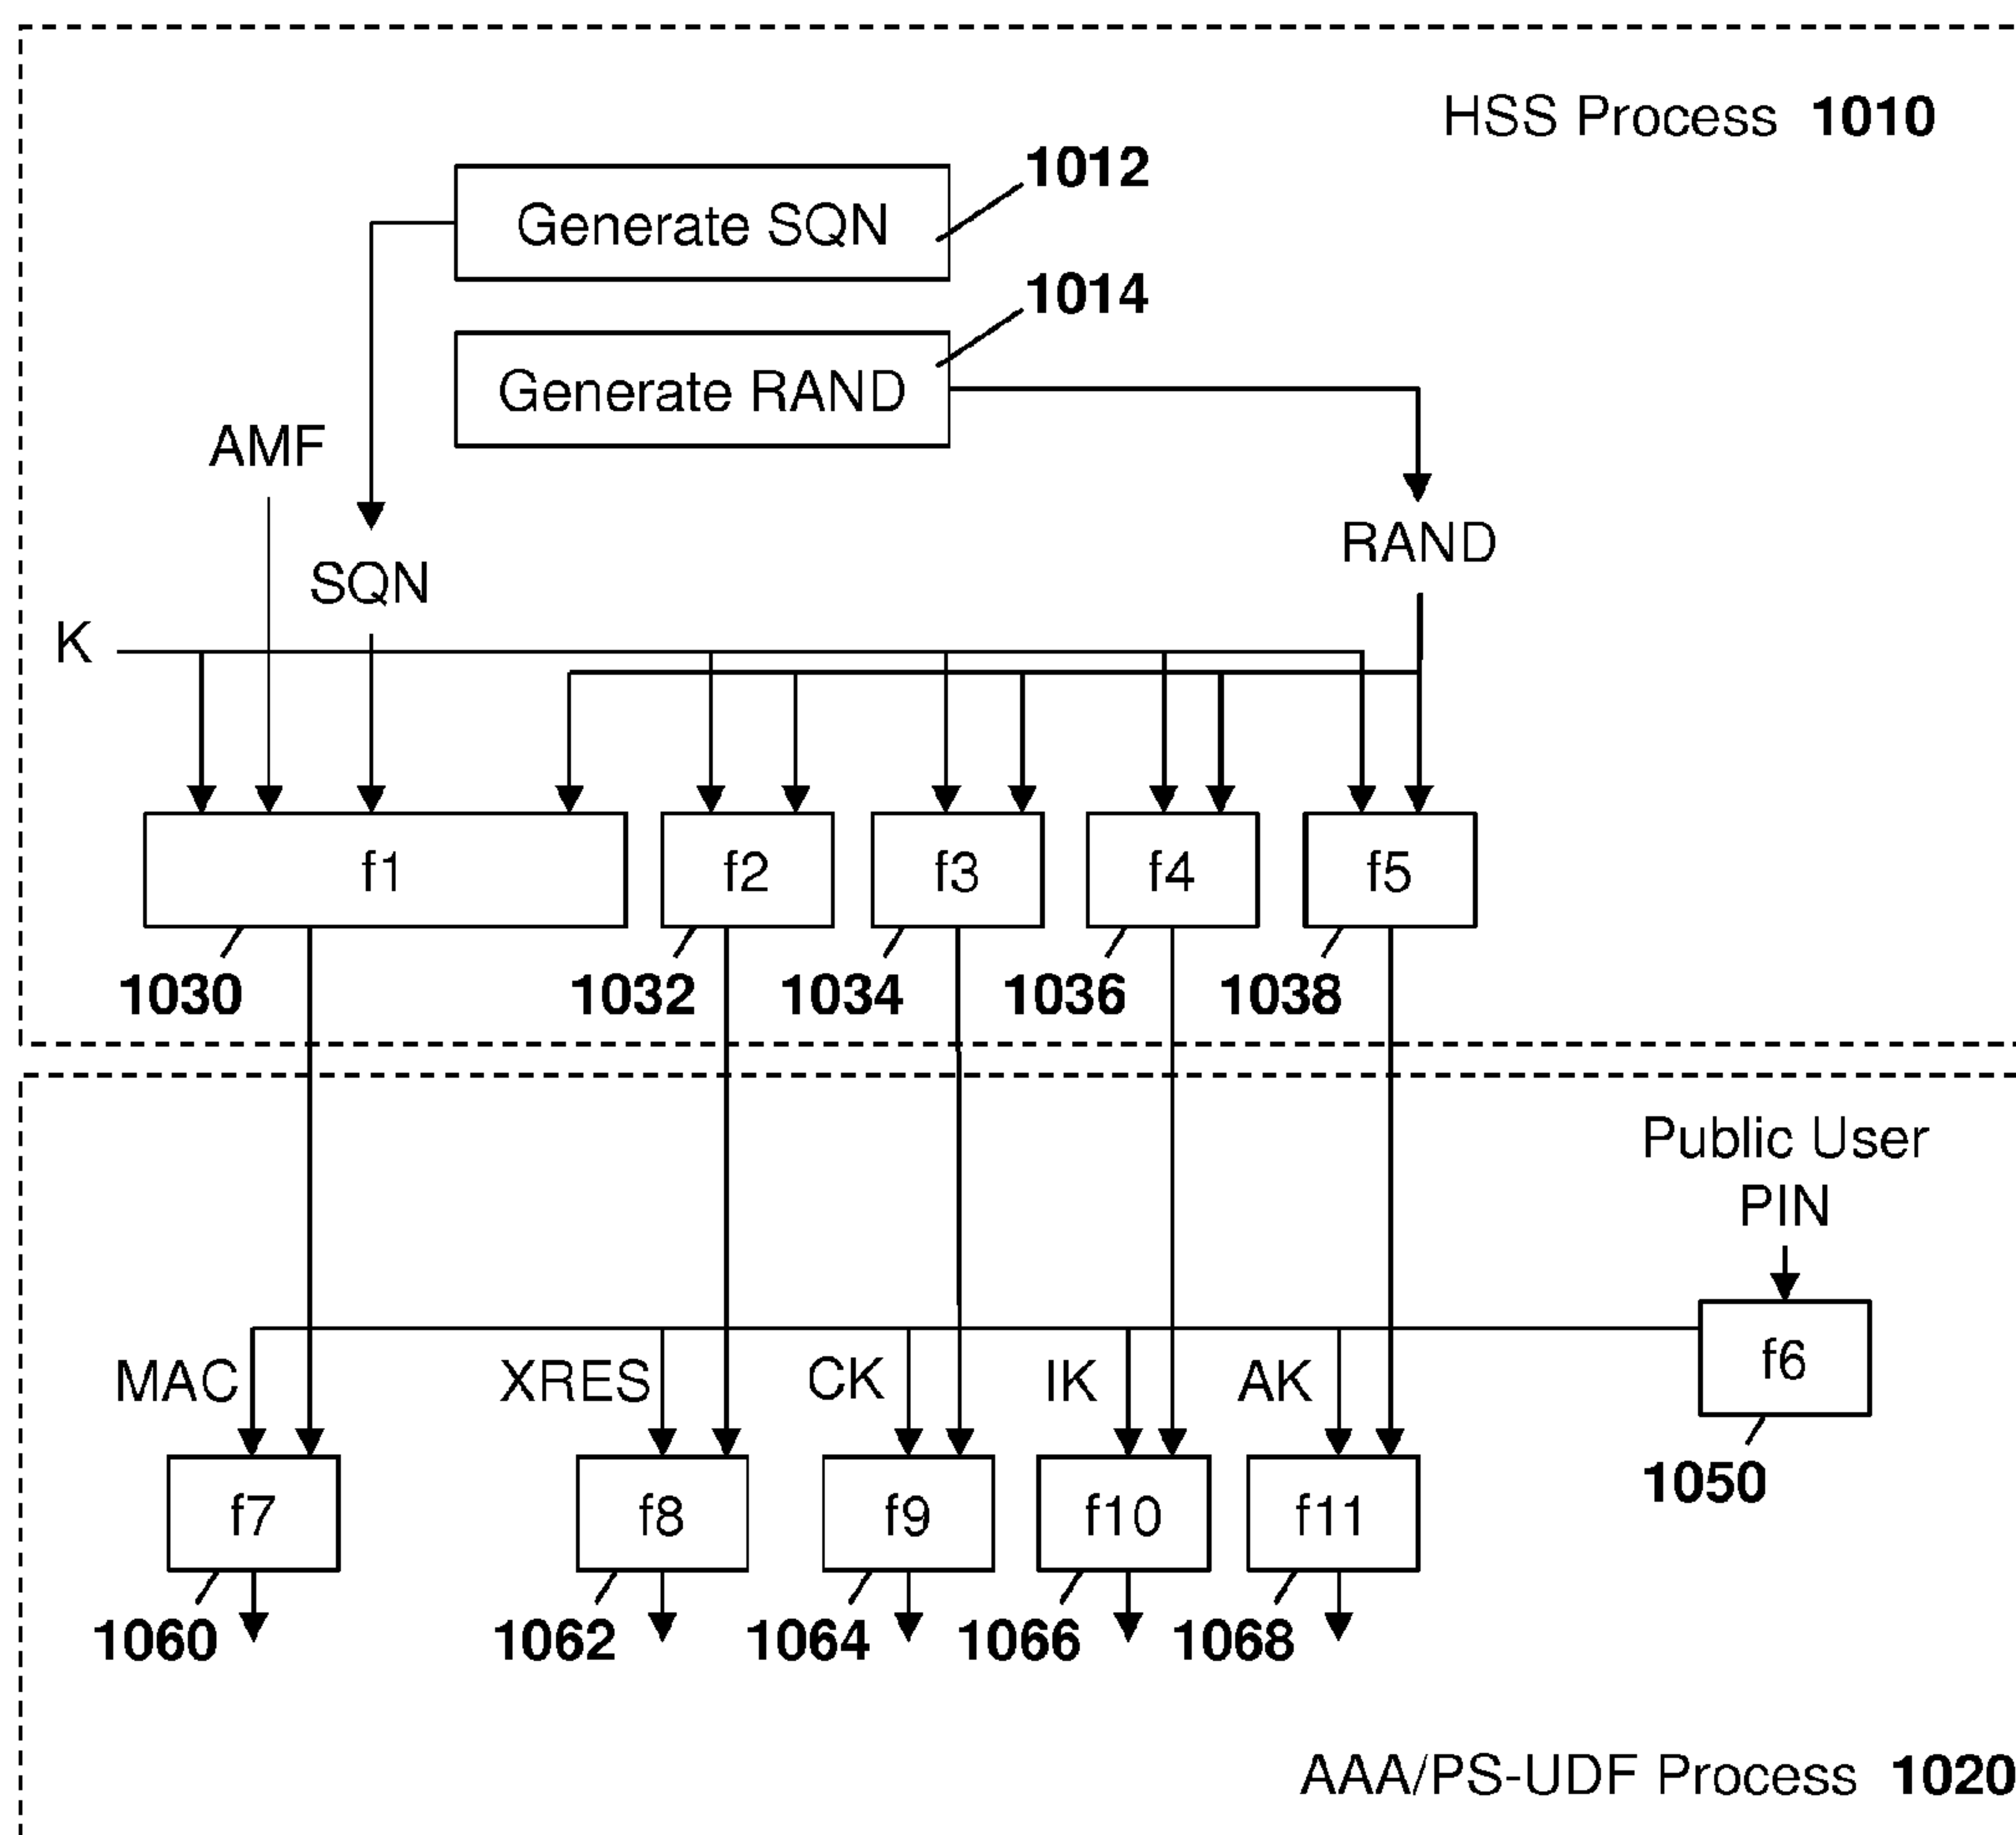 HSS Process 1010
1012
Generate SQN
1014
Generate RAND
AMF
RAND
SQN
K
f1
f2
f3
f4
f5
1030
1032
1034
1036
1038
Public User
PIN
f6
MAC
XRES
CK
IK
AK
1050
f7
f8
f9
f10
f11
1060
1062
1064
1066
1068
AAA/PS-UDF Process 1020